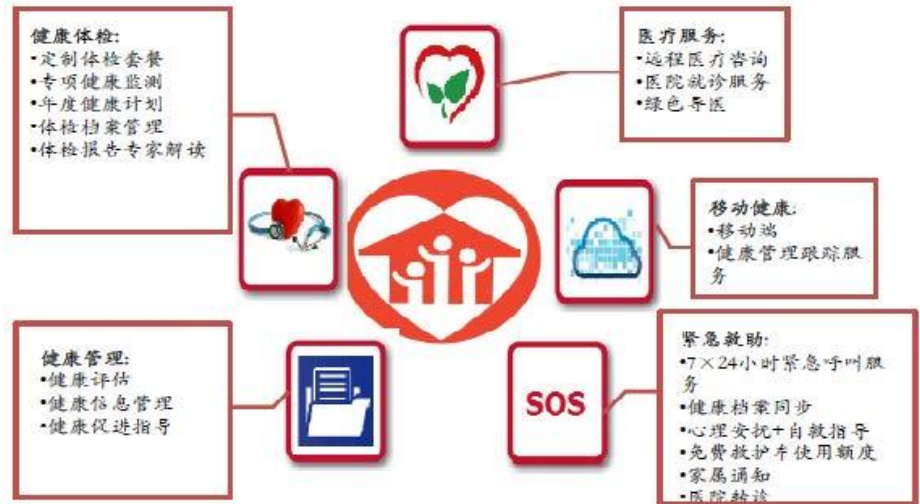 健康体检:
•定制体检套餐
•专项健康监测
•年度健康计划
•体检档案管理
•体检报告专家解读
医疗服务:
•远程医疗咨询
•医院就诊服务
•绿色导医
移动健康:
•移动端
•健康管理跟踪服
务
健康管理:
•健康评估
•健康信息管理
•健康促进指导
SOS
紧急救助:
•7×24小时紧急呼叫服
务
•健康档案同步
•心理安抚+自救指导
•免费救护车使用额度
•家属通知
•医院转诊